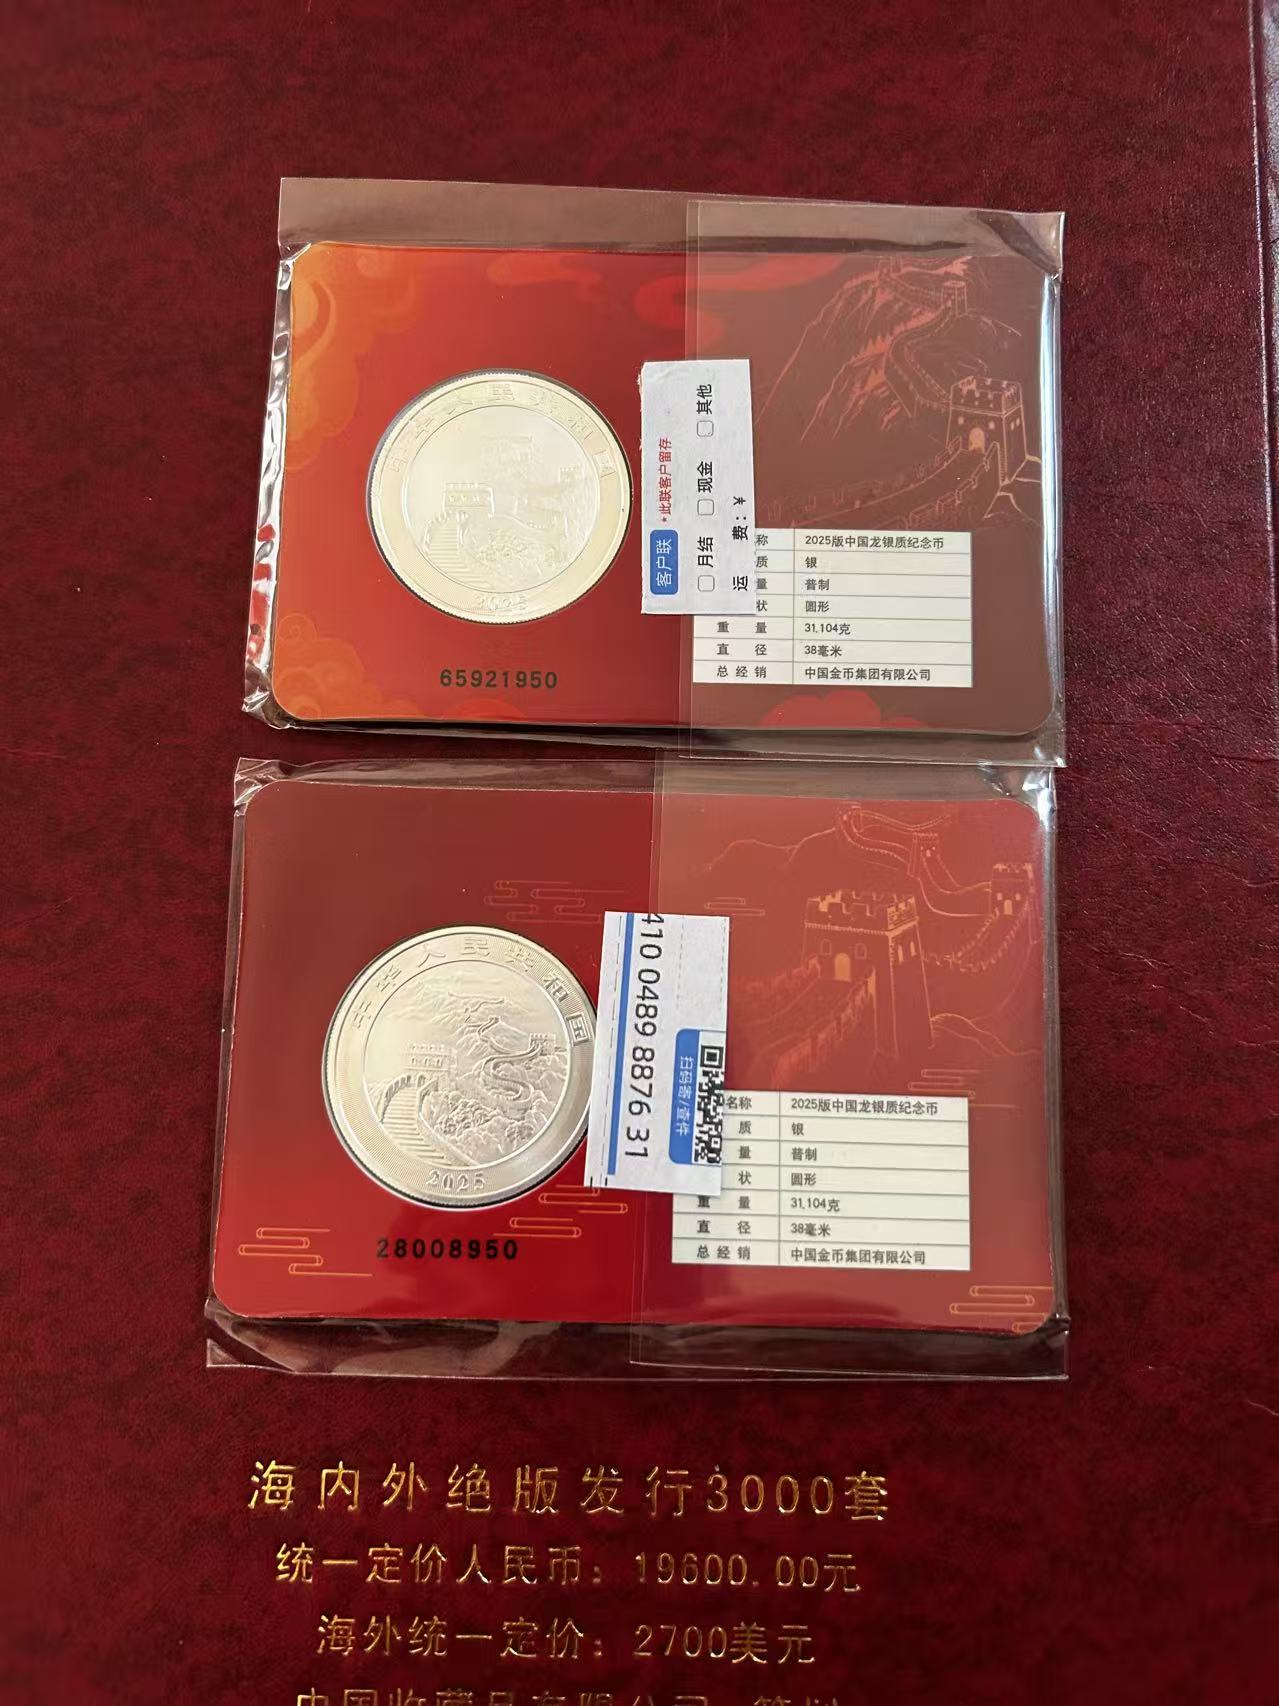 中华人民共和国
2025
65921950
客户联
*此联客户留存
月结 现金 其他
运费：¥
称 2025版中国龙银质纪念币
质 银
量 普制
状 圆形
重量 31.104克
直径 38毫米
总经销 中国金币集团有限公司
中华人民共和国
2025
28008950
410 0489 8876 31
扫码寄/查件
名称 2025版中国龙银质纪念币
质 银
量 普制
状 圆形
重量 31.104克
直径 38毫米
总经销 中国金币集团有限公司
海内外绝版发行3000套
统一定价人民币：19600.00元
海外统一定价：2700美元